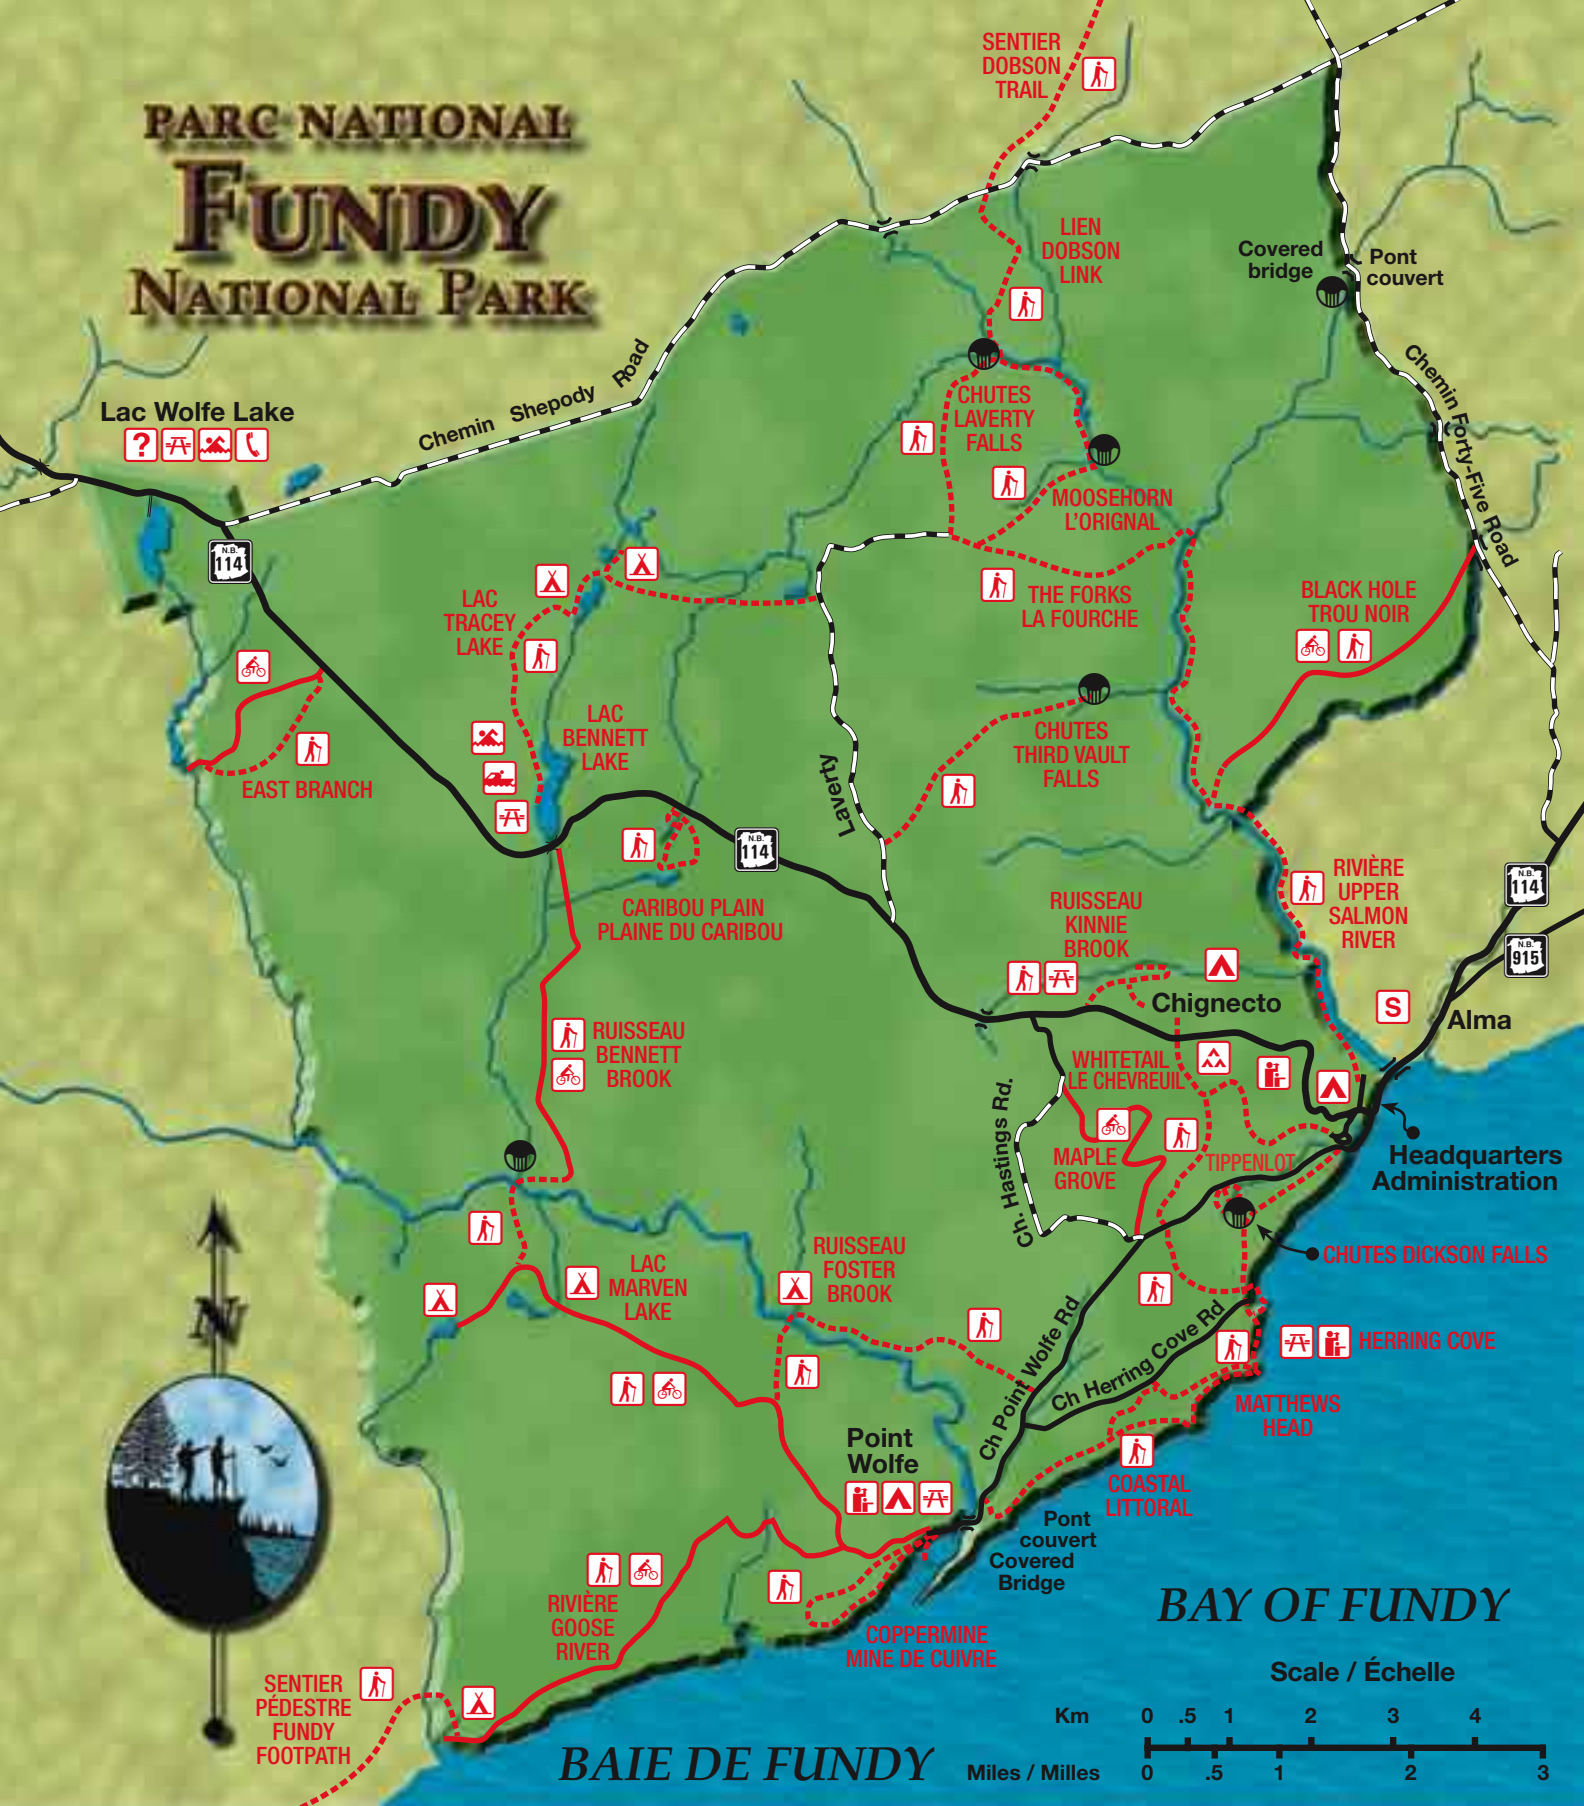 PARC NATIONAL
FUNDY
NATIONAL PARK
SENTIER
DOBSON
TRAIL
LIEN
DOBSON
LINK
Covered
bridge
Pont
couvert
Chemin Shepody Road
Chemin Forty-Five Road
Lac Wolfe Lake
?
N.B.
114
CHUTES
LAVERTY
FALLS
MOOSEHORN
L'ORIGNAL
THE FORKS
LA FOURCHE
BLACK HOLE
TROU NOIR
LAC
TRACEY
LAKE
LAC
BENNETT
LAKE
EAST BRANCH
CHUTES
THIRD VAULT
FALLS
Laverty
N.B.
114
CARIBOU PLAIN
PLAINE DU CARIBOU
RIVIÈRE
UPPER
SALMON
RIVER
N.B.
114
N.B.
915
RUISSEAU
KINNIE
BROOK
Chignecto
S
Alma
RUISSEAU
BENNETT
BROOK
WHITETAIL
LE CHEVREUIL
Ch. Hastings Rd.
MAPLE
GROVE
TIPPENLOT
Headquarters
Administration
CHUTES DICKSON FALLS
N
LAC
MARVEN
LAKE
RUISSEAU
FOSTER
BROOK
Ch Point Wolfe Rd
Ch Herring Cove Rd
HERRING COVE
MATTHEWS
HEAD
Point
Wolfe
COASTAL
LITTORAL
Pont
couvert
Covered
Bridge
RIVIÈRE
GOOSE
RIVER
COPPERMINE
MINE DE CUIVRE
SENTIER
PÉDESTRE
FUNDY
FOOTPATH
BAY OF FUNDY
BAIE DE FUNDY
Scale / Échelle
Km 0 .5 1 2 3 4
Miles / Milles 0 .5 1 2 3